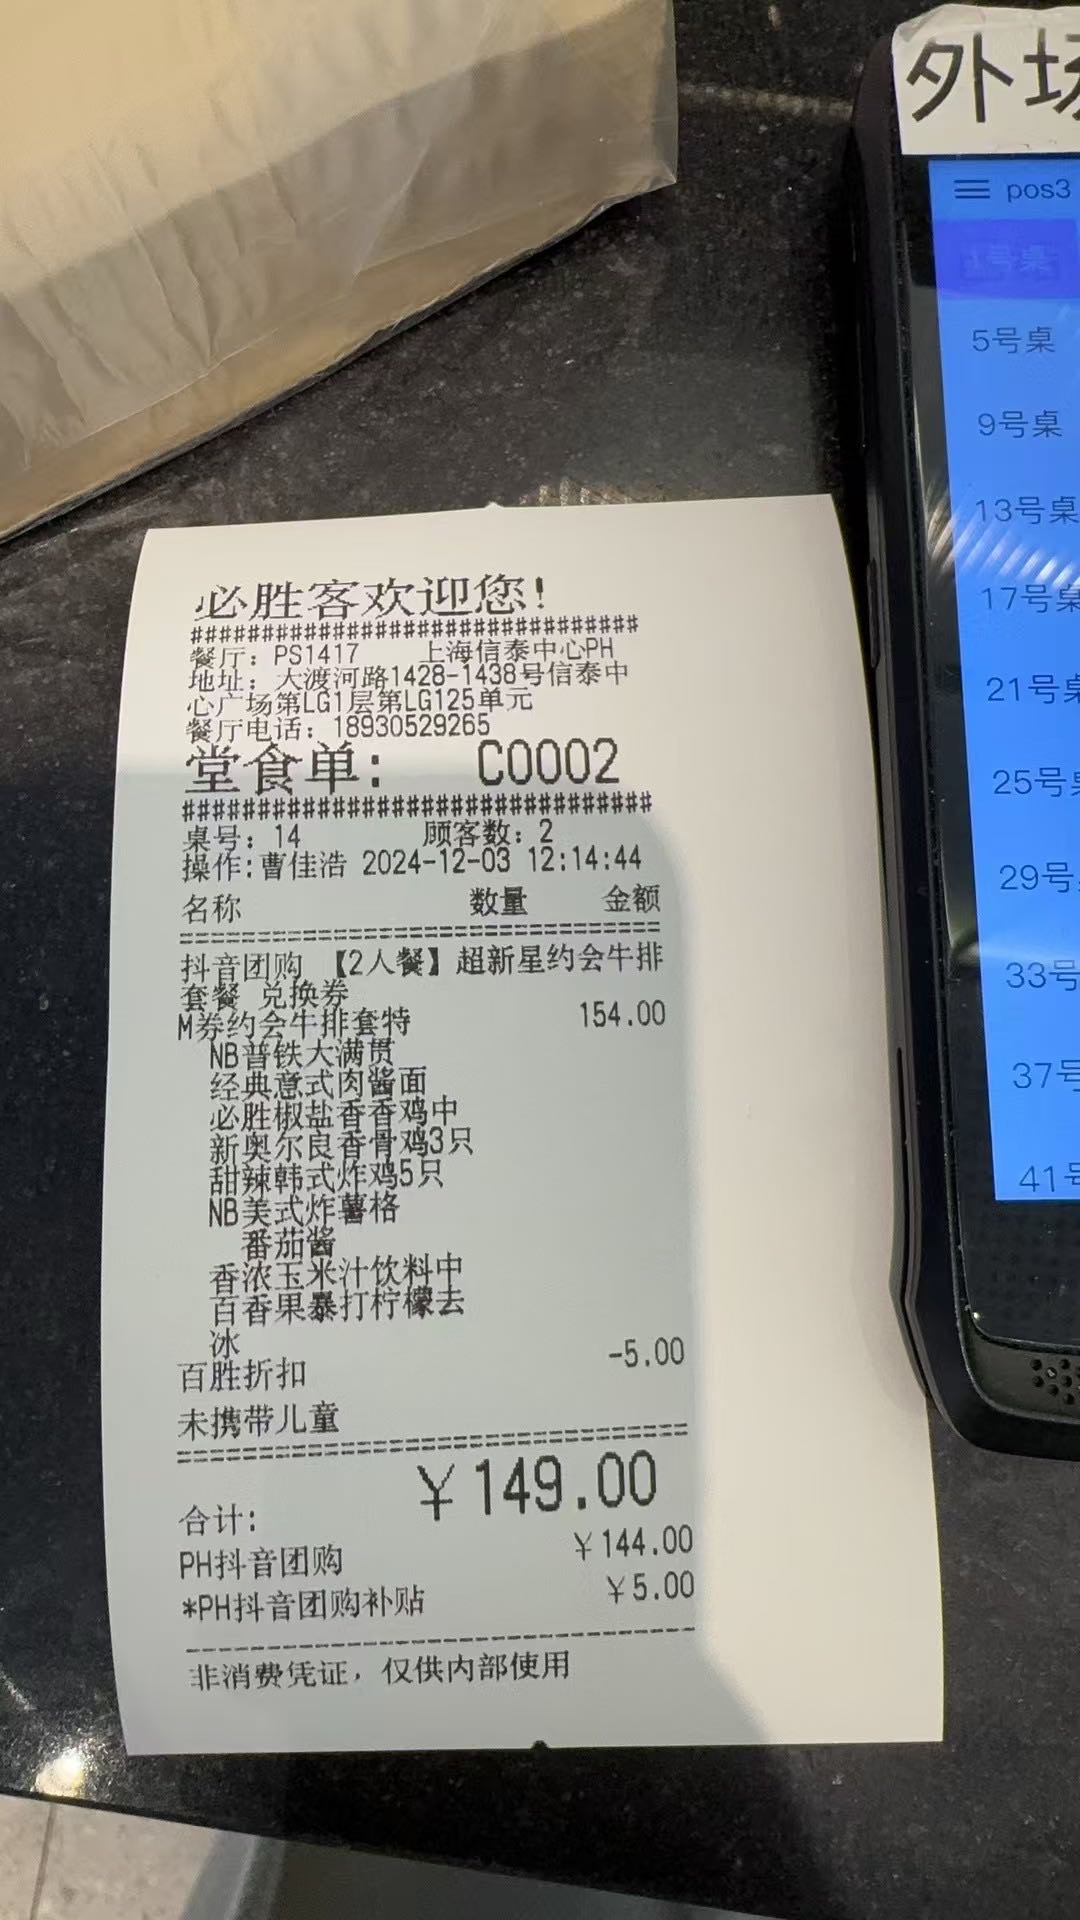 外场
pos3
1号桌
5号桌
9号桌
13号桌
17号桌
21号桌
25号桌
29号
33号
37号
41号
必胜客欢迎您!
################################
餐厅: PS1417 上海信泰中心PH
地址: 大渡河路1428-1438号信泰中
心广场第LG1层第LG125单元
餐厅电话: 18930529265
堂食单: C0002
################################
桌号: 14 顾客数: 2
操作:曹佳浩 2024-12-03 12:14:44
名称 数量 金额
================================
抖音团购 【2人餐】超新星约会牛排
套餐 兑换券
M券约会牛排套特 154.00
NB普铁大满贯
经典意式肉酱面
必胜椒盐香香鸡中
新奥尔良香骨鸡3只
甜辣韩式炸鸡5只
NB美式炸薯格
番茄酱
香浓玉米汁饮料中
百香果暴打柠檬去
冰
百胜折扣 -5.00
未携带儿童
================================
合计: ￥149.00
PH抖音团购 ￥144.00
*PH抖音团购补贴 ￥5.00
--------------------------------
非消费凭证，仅供内部使用